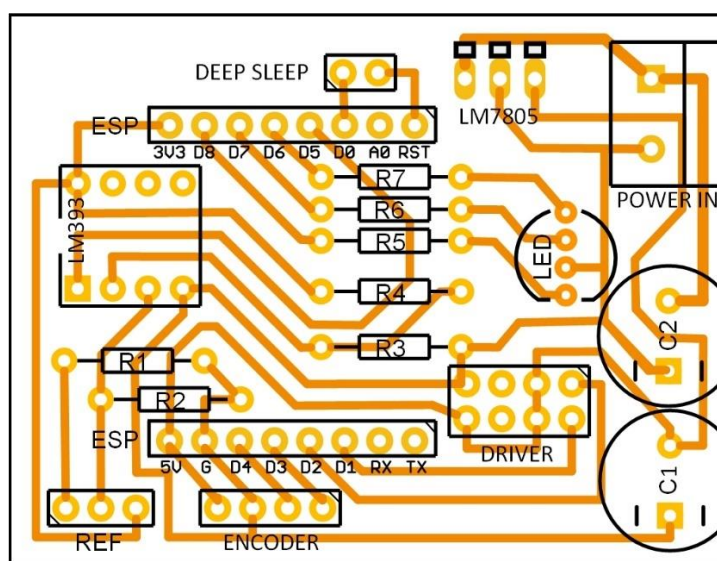 DEEP SLEEP
LM7805
ESP
3V3 D8 D7 D6 D5 D0 A0 RST
R7
POWER IN
R6
LM393
R5
LED
R4
C2
R3
R1
R2
ESP
DRIVER
5V G D4 D3 D2 D1 RX TX
C1
REF
ENCODER